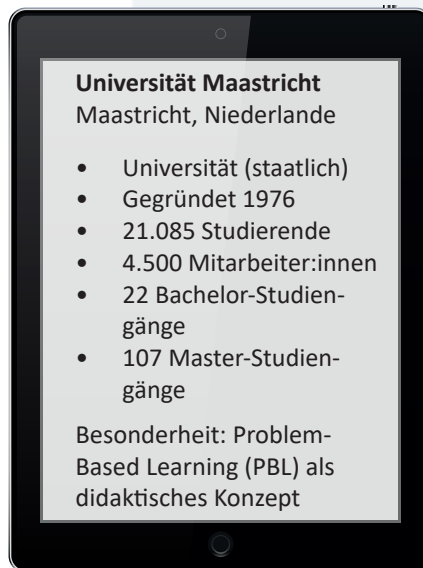 Universität Maastricht
Maastricht, Niederlande
• Universität (staatlich)
• Gegründet 1976
• 21.085 Studierende
• 4.500 Mitarbeiter:innen
• 22 Bachelor-Studien-
gänge
• 107 Master-Studien-
gänge
Besonderheit: Problem-
Based Learning (PBL) als
didaktisches Konzept